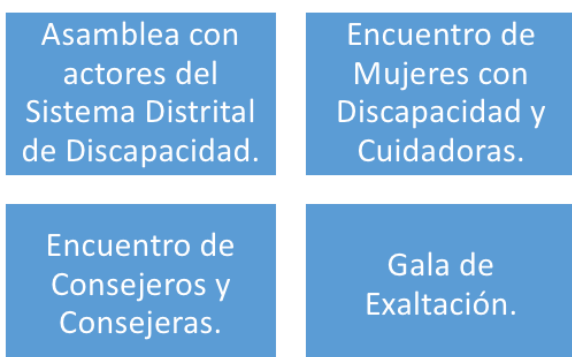 Asamblea con
actores del
Sistema Distrital
de Discapacidad.
Encuentro de
Mujeres con
Discapacidad y
Cuidadoras.
Encuentro de
Consejeros y
Consejeras.
Gala de
Exaltación.